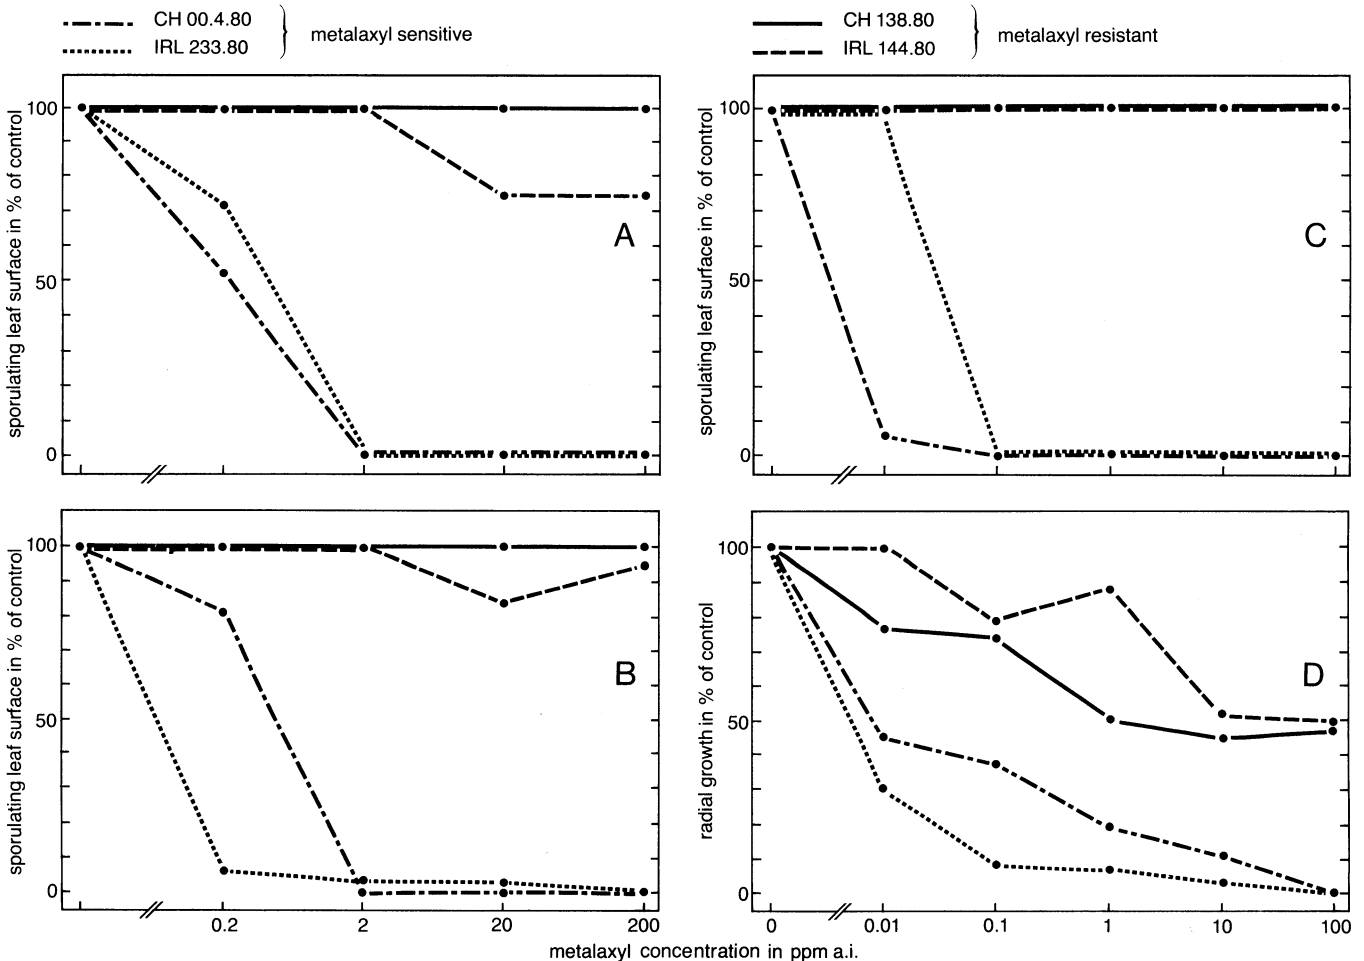 CH 00.4.80
IRL 233.80
metalaxyl sensitive
CH 138.80
IRL 144.80
metalaxyl resistant
sporulating leaf surface in % of control
100
50
0
A
sporulating leaf surface in % of control
100
50
0
C
sporulating leaf surface in % of control
100
50
0
B
0.2 2 20 200
radial growth in % of control
100
50
0
D
0 0.01 0.1 1 10 100
metalaxyl concentration in ppm a.i.